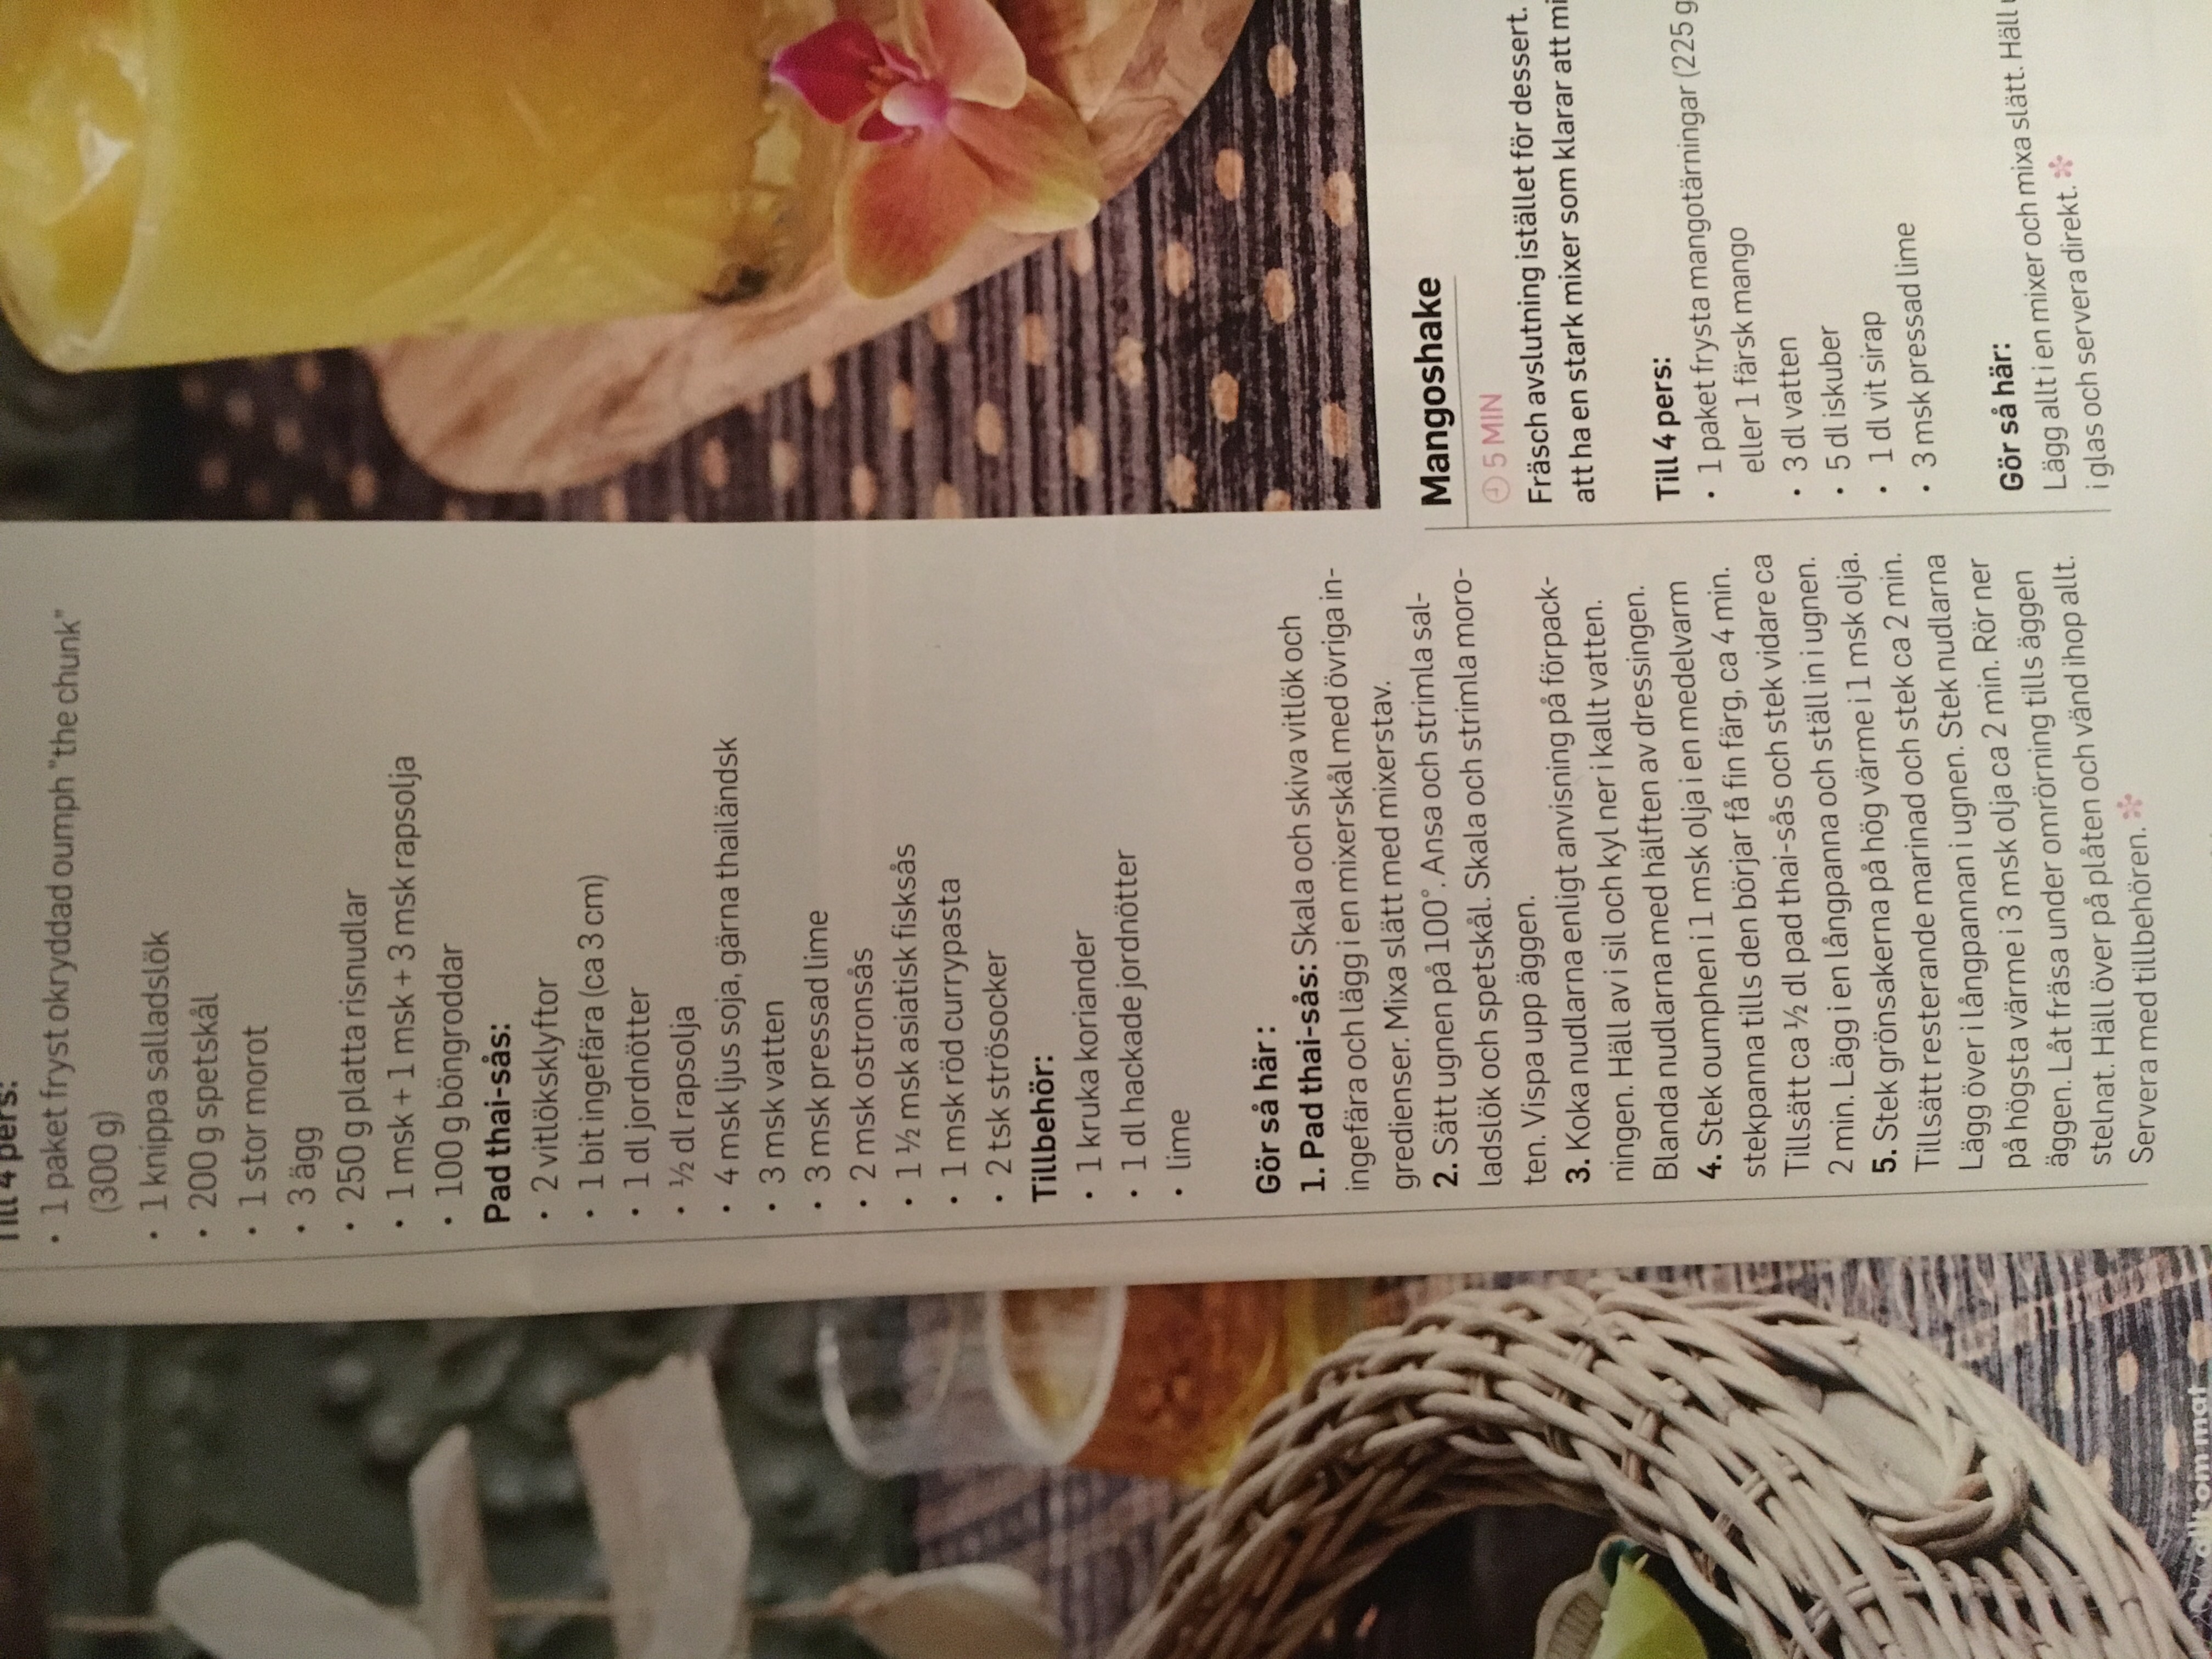 Till 4 pers:
• 1 paket fryst okryddad oumph "the chunk"
(300 g)
• 1 knippa salladslök
• 200 g spetskål
• 1 stor morot
• 3 ägg
• 250 g platta risnudlar
• 1 msk + 1 msk + 3 msk rapsolja
• 100 g böngroddar
Pad thai-sås:
• 2 vitlöksklyftor
• 1 bit ingefära (ca 3 cm)
• 1 dl jordnötter
• ½ dl rapsolja
• 4 msk ljus soja, gärna thailändsk
• 3 msk vatten
• 3 msk pressad lime
• 2 msk ostronsås
• 1 ½ msk asiatisk fisksås
• 1 msk röd currypasta
• 2 tsk strösocker
Tillbehör:
• 1 kruka koriander
• 1 dl hackade jordnötter
• lime
Gör så här :
1. Pad thai-sås: Skala och skiva vitlök och
ingefära och lägg i en mixerskål med övriga in-
gredienser. Mixa slätt med mixerstav.
2. Sätt ugnen på 100°. Ansa och strimla sal-
ladslök och spetskål. Skala och strimla moro-
ten. Vispa upp äggen.
3. Koka nudlarna enligt anvisning på förpack-
ningen. Häll av i sil och kyl ner i kallt vatten.
Blanda nudlarna med hälften av dressingen.
4. Stek oumphen i 1 msk olja i en medelvarm
stekpanna tills den börjar få fin färg, ca 4 min.
Tillsätt ca ½ dl pad thai-sås och stek vidare ca
2 min. Lägg i en långpanna och ställ in i ugnen.
5. Stek grönsakerna på hög värme i 1 msk olja.
Tillsätt resterande marinad och stek ca 2 min.
Lägg över i långpannan i ugnen. Stek nudlarna
på högsta värme i 3 msk olja ca 2 min. Rör ner
äggen. Låt fräsa under omrörning tills äggen
stelnat. Häll över på plåten och vänd ihop allt.
Servera med tillbehören.
Mangoshake
5 MIN
Fräsch avslutning istället för dessert.
att ha en stark mixer som klarar att mi
Till 4 pers:
• 1 paket frysta mangotärningar (225 g
eller 1 färsk mango
• 3 dl vatten
• 5 dl iskuber
• 1 dl vit sirap
• 3 msk pressad lime
Gör så här:
Lägg allt i en mixer och mixa slätt. Häll
i glas och servera direkt.
2016 allt om mat